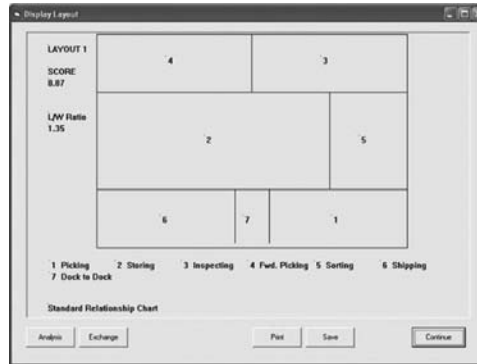 Display Layout
LAYOUT 1
SCORE
8.87
L/W Ratio
1.35
4
3
2
5
6
7
1
1 Picking 2 Storing 3 Inspecting 4 Fwd. Picking 5 Sorting 6 Shipping
7 Dock to Dock
Standard Relationship Chart
Analysis Exchange Print Save Continue